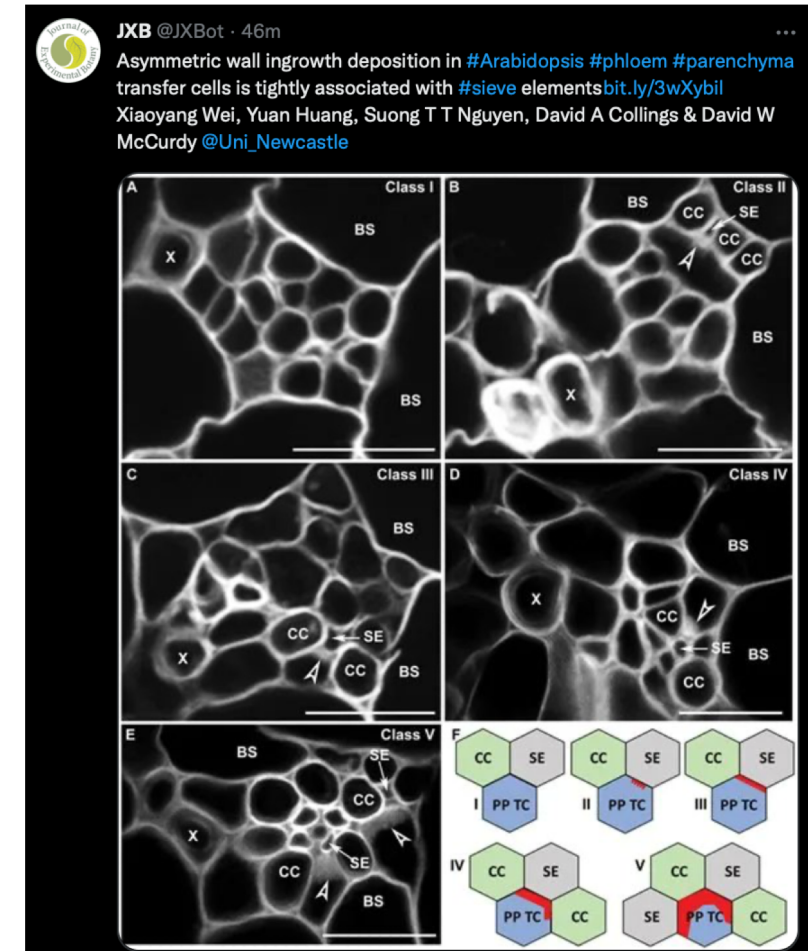 Journal of
Experimental Botany
JXB @JXBot · 46m
Asymmetric wall ingrowth deposition in #Arabidopsis #phloem #parenchyma
transfer cells is tightly associated with #sieve elementsbit.ly/3wXybil
Xiaoyang Wei, Yuan Huang, Suong T T Nguyen, David A Collings & David W
McCurdy @Uni_Newcastle
A
Class I
BS
X
BS
B
Class II
BS
CC
SE
CC
CC
BS
X
C
Class III
BS
CC
SE
X
CC
BS
D
Class IV
BS
X
CC
SE
BS
CC
E
Class V
BS
SE
CC
X
SE
CC
BS
F
CC SE
I PP TC
CC SE
II PP TC
CC SE
III PP TC
IV CC SE
PP TC CC
V CC SE
SE PP TC CC